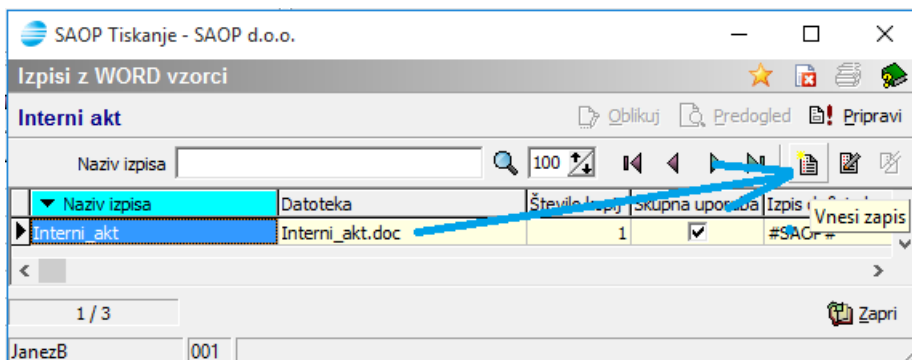 SAOP Tiskanje - SAOP d.o.o.
Izpisi z WORD vzorci
Interni akt Oblikuj Predogled Pripravi
Naziv izpisa 100
Naziv izpisa Datoteka Število kopij Skupna uporaba Izpis
Vnesi zapis
Interni_akt Interni_akt.doc 1 #SAOP#
1 / 3 Zapri
JanezB 001